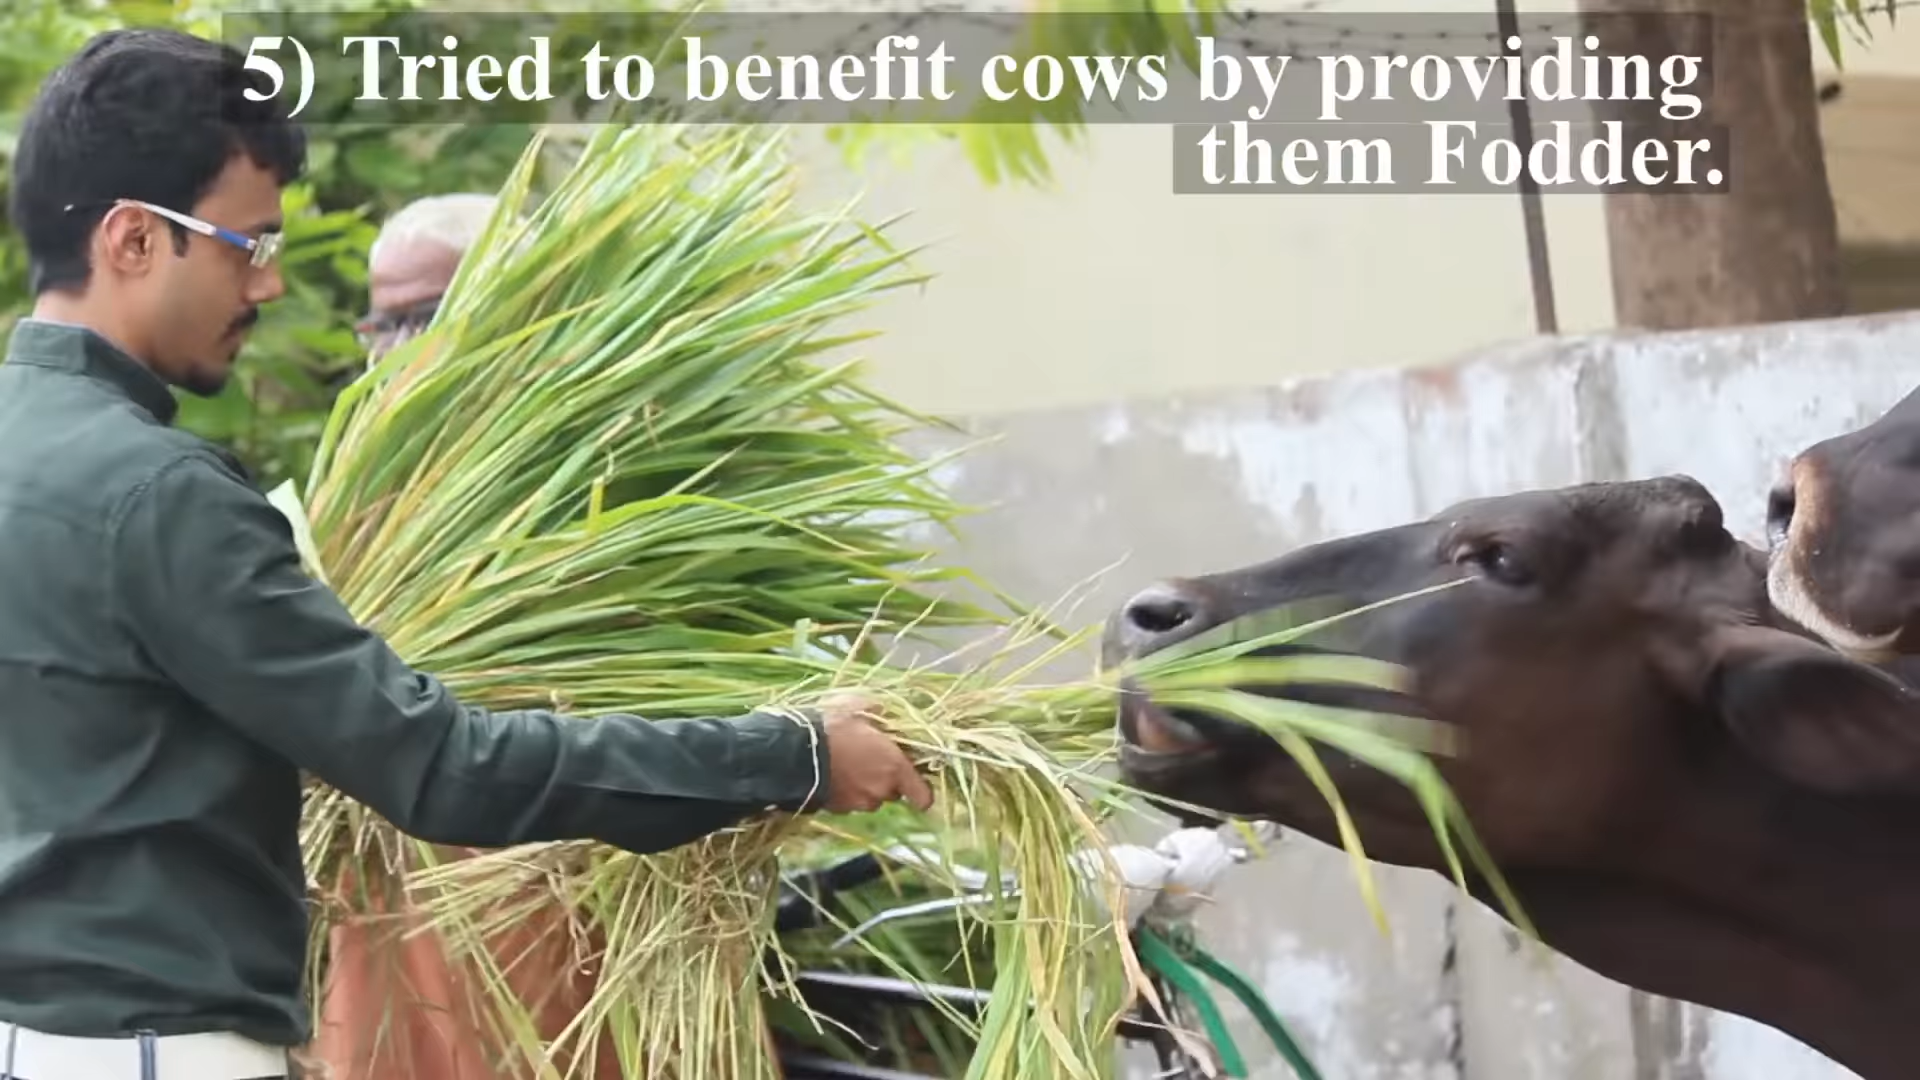 5) Tried to benefit cows by providing
them Fodder.